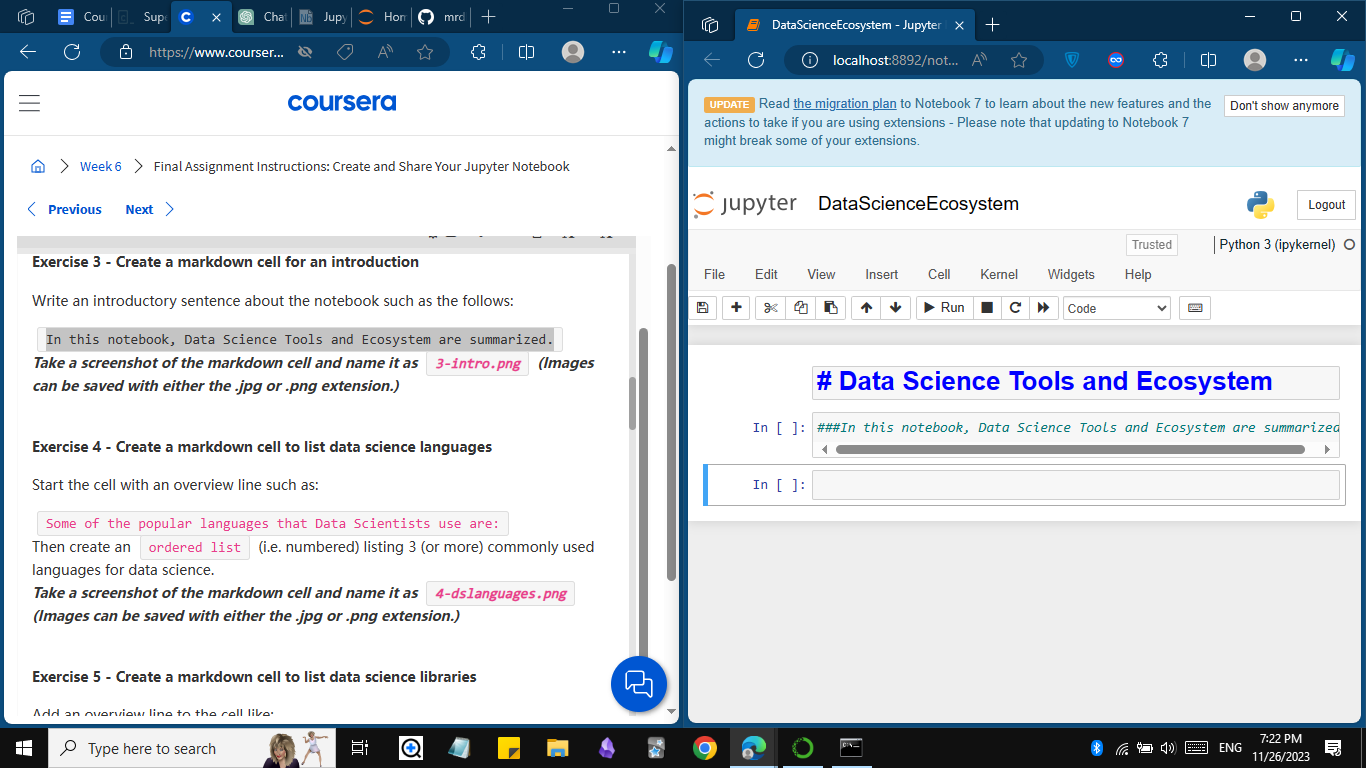 Cou
Sup
Chat
Jupy
Hon
mrd
https://www.courser...
coursera
Week 6
Final Assignment Instructions: Create and Share Your Jupyter Notebook
Previous
Next
Exercise 3 - Create a markdown cell for an introduction
Write an introductory sentence about the notebook such as the follows:
In this notebook, Data Science Tools and Ecosystem are summarized.
Take a screenshot of the markdown cell and name it as 3-intro.png (Images
can be saved with either the .jpg or .png extension.)
Exercise 4 - Create a markdown cell to list data science languages
Start the cell with an overview line such as:
Some of the popular languages that Data Scientists use are:
Then create an ordered list (i.e. numbered) listing 3 (or more) commonly used
languages for data science.
Take a screenshot of the markdown cell and name it as 4-dslanguages.png
(Images can be saved with either the .jpg or .png extension.)
Exercise 5 - Create a markdown cell to list data science libraries
Add an overview line to the cell like:
DataScienceEcosystem - Jupyter
localhost:8892/not...
UPDATE Read the migration plan to Notebook 7 to learn about the new features and the
actions to take if you are using extensions - Please note that updating to Notebook 7
might break some of your extensions.
Don't show anymore
jupyter DataScienceEcosystem
Logout
Trusted
Python 3 (ipykernel)
File Edit View Insert Cell Kernel Widgets Help
Run
Code
# Data Science Tools and Ecosystem
In [ ]: ###In this notebook, Data Science Tools and Ecosystem are summarized
In [ ]:
Type here to search
ENG
7:22 PM
11/26/2023